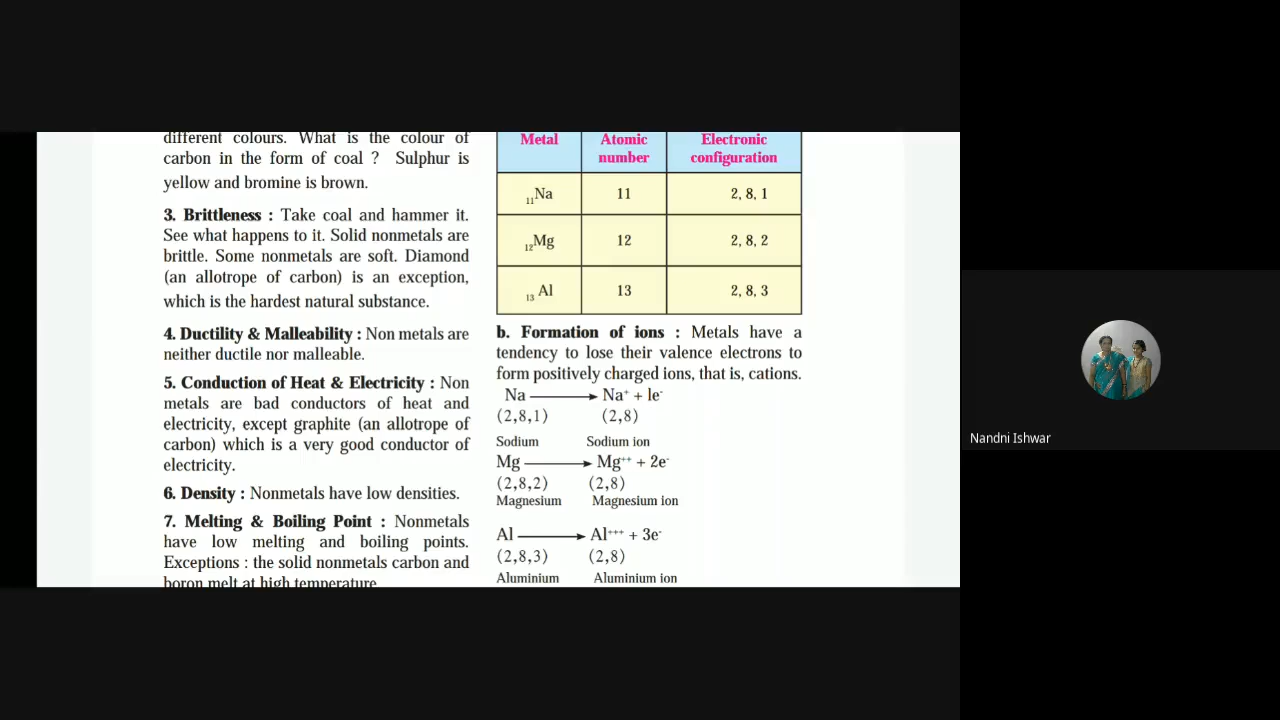 different colours. What is the colour of
carbon in the form of coal ? Sulphur is
yellow and bromine is brown.
3. Brittleness : Take coal and hammer it.
See what happens to it. Solid nonmetals are
brittle. Some nonmetals are soft. Diamond
(an allotrope of carbon) is an exception,
which is the hardest natural substance.
4. Ductility & Malleability : Non metals are
neither ductile nor malleable.
5. Conduction of Heat & Electricity : Non
metals are bad conductors of heat and
electricity, except graphite (an allotrope of
carbon) which is a very good conductor of
electricity.
6. Density : Nonmetals have low densities.
7. Melting & Boiling Point : Nonmetals
have low melting and boiling points.
Exceptions : the solid nonmetals carbon and
boron melt at high temperature
Metal Atomic number Electronic configuration
₁₁Na 11 2, 8, 1
₁₂Mg 12 2, 8, 2
₁₃ Al 13 2, 8, 3
b. Formation of ions : Metals have a
tendency to lose their valence electrons to
form positively charged ions, that is, cations.
Na ⟶ Na⁺ + le⁻
(2,8,1) (2,8)
Sodium Sodium ion
Mg ⟶ Mg⁺⁺ + 2e⁻
(2,8,2) (2,8)
Magnesium Magnesium ion
Al ⟶ Al⁺⁺⁺ + 3e⁻
(2,8,3) (2,8)
Aluminium Aluminium ion
Nandni Ishwar